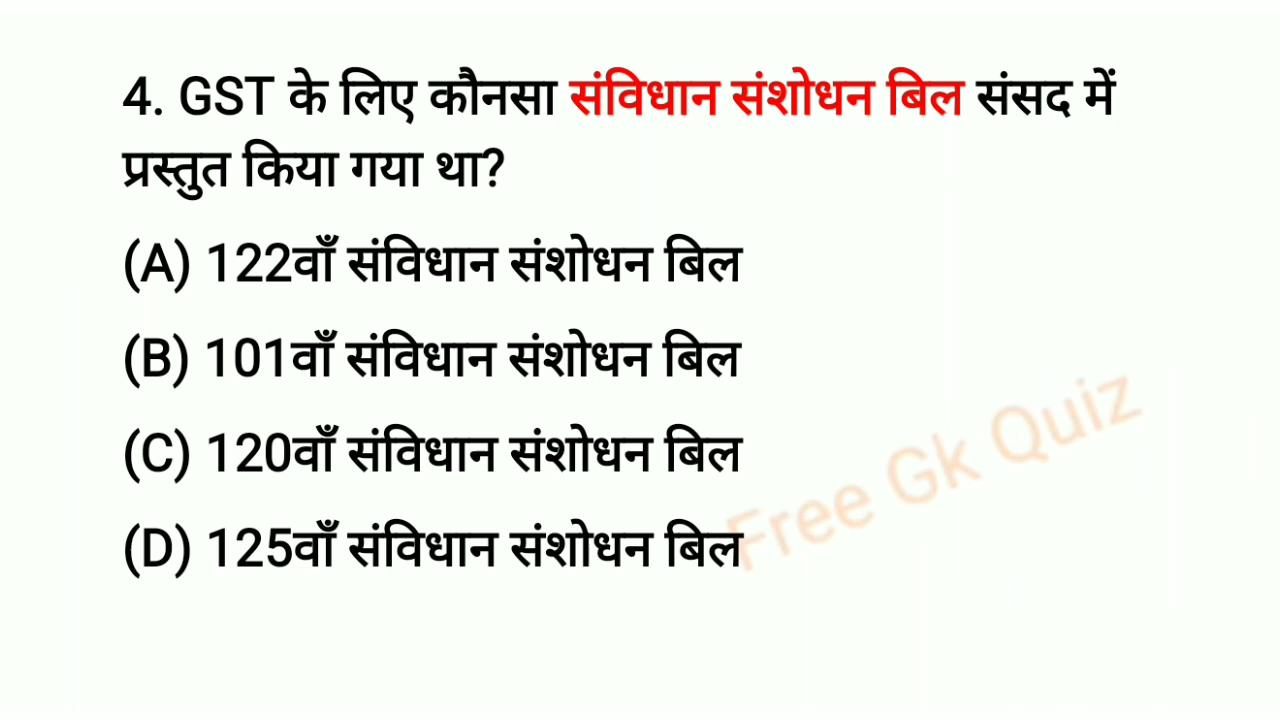 4. GST के लिए कौनसा संविधान संशोधन बिल संसद में
प्रस्तुत किया गया था?
(A) 122वाँ संविधान संशोधन बिल
(B) 101वाँ संविधान संशोधन बिल
(C) 120वाँ संविधान संशोधन बिल
(D) 125वाँ संविधान संशोधन बिल
Free Gk Quiz